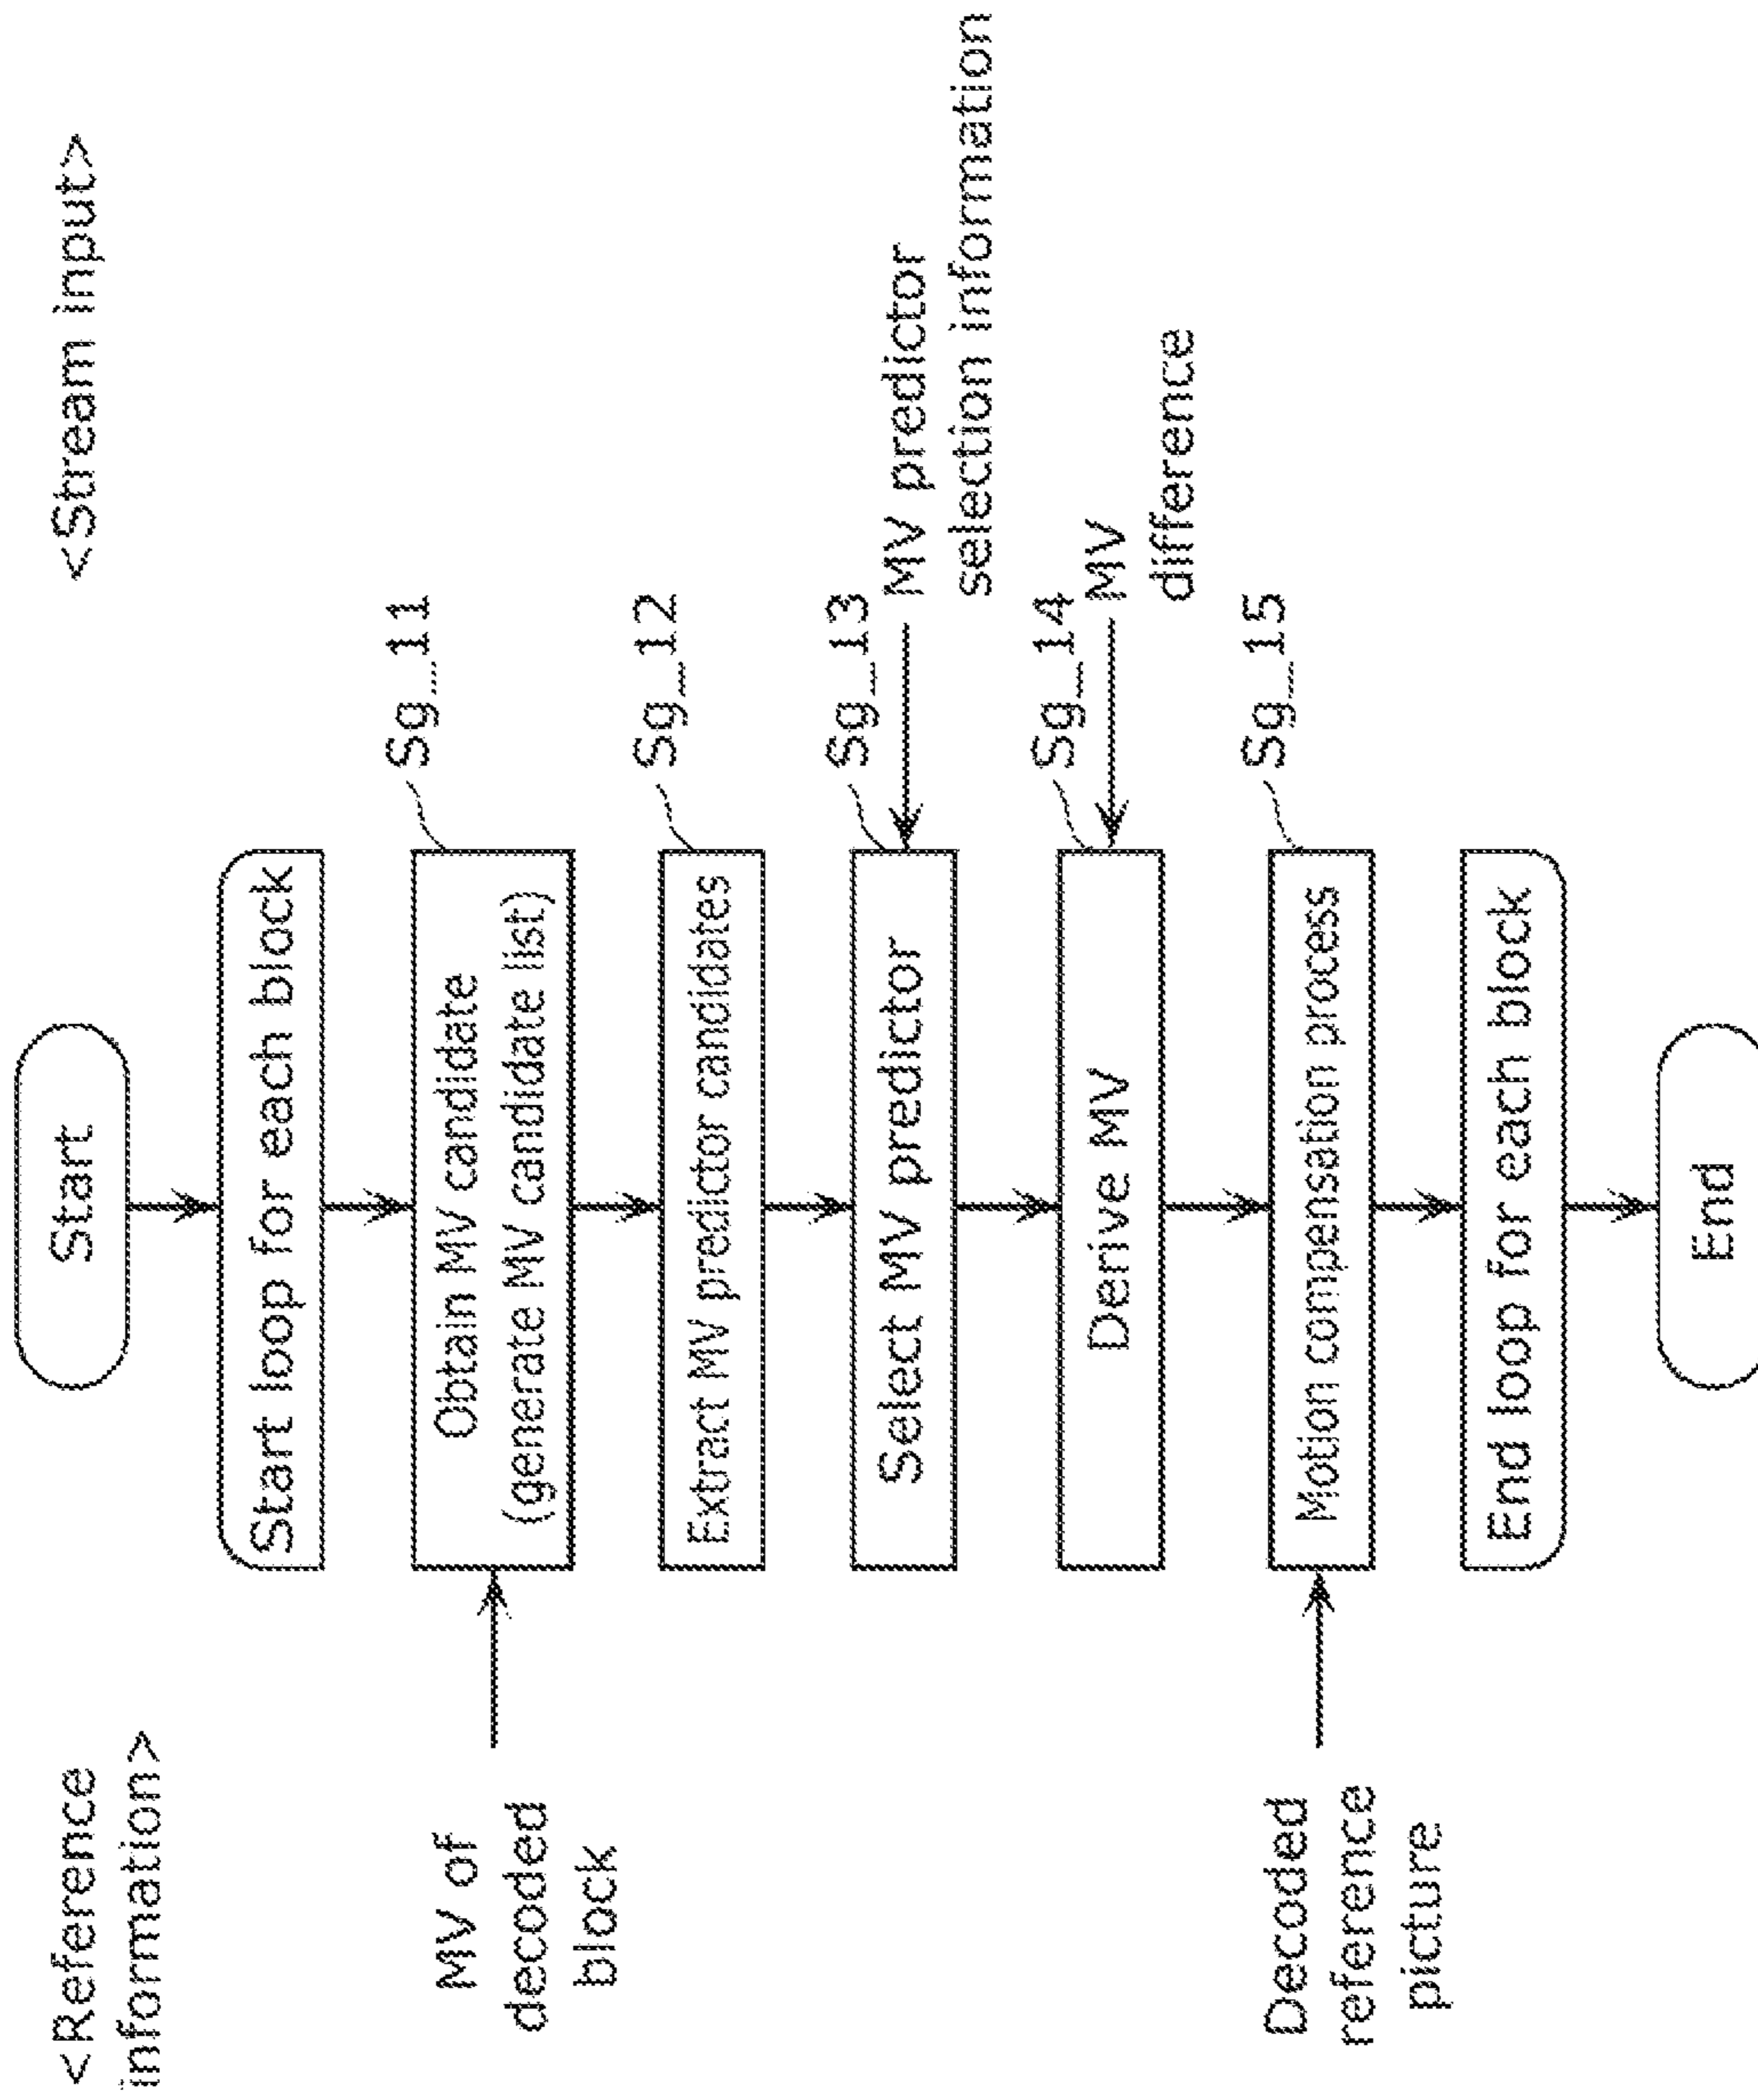 <Reference
information>
<Stream input>
Start
Start loop for each block
MV of
decoded
block
Obtain MV candidate
(generate MV candidate list)
Sg_11
Extract MV predictor candidates
Sg_12
Select MV predictor
Sg_13
MV predictor
selection information
Derive MV
Sg_14
MV
difference
Decoded
reference
picture
Motion compensation process
Sg_15
End loop for each block
End